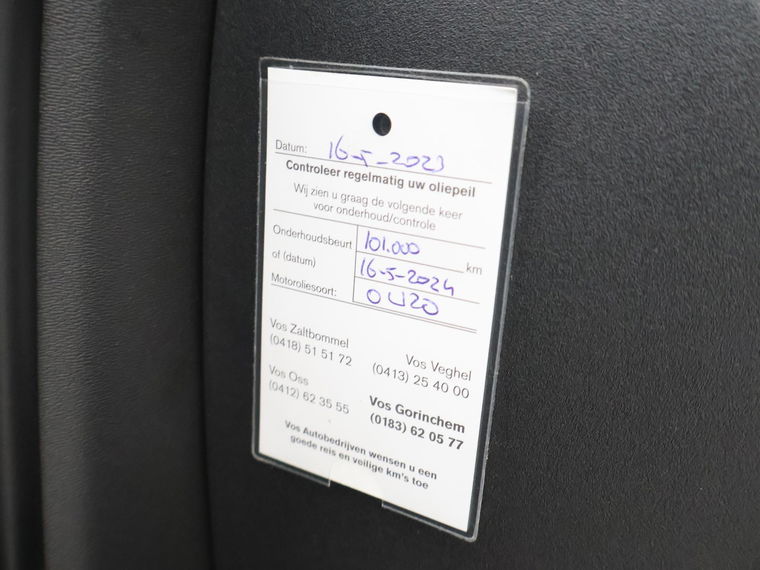 Datum: 16-5-2023
Controleer regelmatig uw oliepeil
Wij zien u graag de volgende keer
voor onderhoud/controle
Onderhoudsbeurt 101.000 km
of (datum) 16-5-2024
Motoroliesoort: 0W20
Vos Zaltbommel
(0418) 51 51 72
Vos Veghel
(0413) 25 40 00
Vos Oss
(0412) 62 35 55
Vos Gorinchem
(0183) 62 05 77
Vos Autobedrijven wensen u een
goede reis en veilige km's toe